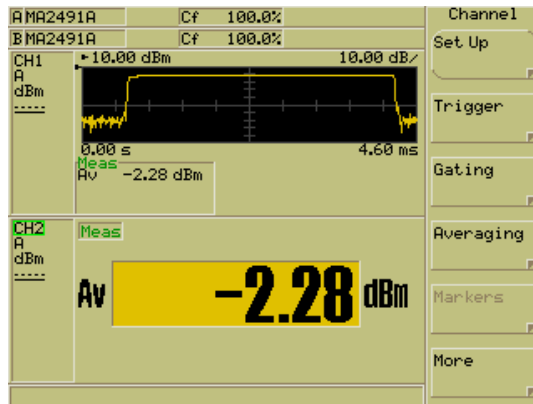 A MA2491A Cf 100.0%
B MA2491A Cf 100.0%
CH1
A
dBm
-----
10.00 dBm 10.00 dB/
0.00 s 4.60 ms
Meas
Av -2.28 dBm
CH2
A
dBm
-----
Meas
Av -2.28 dBm
Channel
Set Up
Trigger
Gating
Averaging
Markers
More